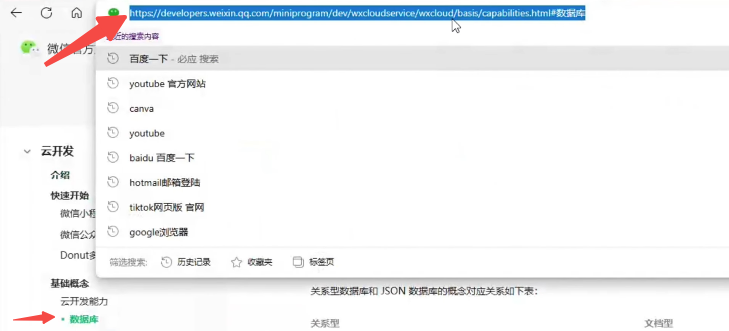 https://developers.weixin.qq.com/miniprogram/dev/wxcloudservice/wxcloud/basis/capabilities.html#数据库
近的搜索内容
微信官方
百度一下 - 必应 搜索
youtube 官方网站
canva
youtube
baidu 百度一下
hotmail邮箱登陆
tiktok网页版 官网
google浏览器
筛选搜索: 历史记录 收藏夹 标签页
云开发
介绍
快速开始
微信小程
微信公众
Donut多
基础概念
云开发能力
• 数据库
关系型数据库和 JSON 数据库的概念对应关系如下表：
关系型 文档型